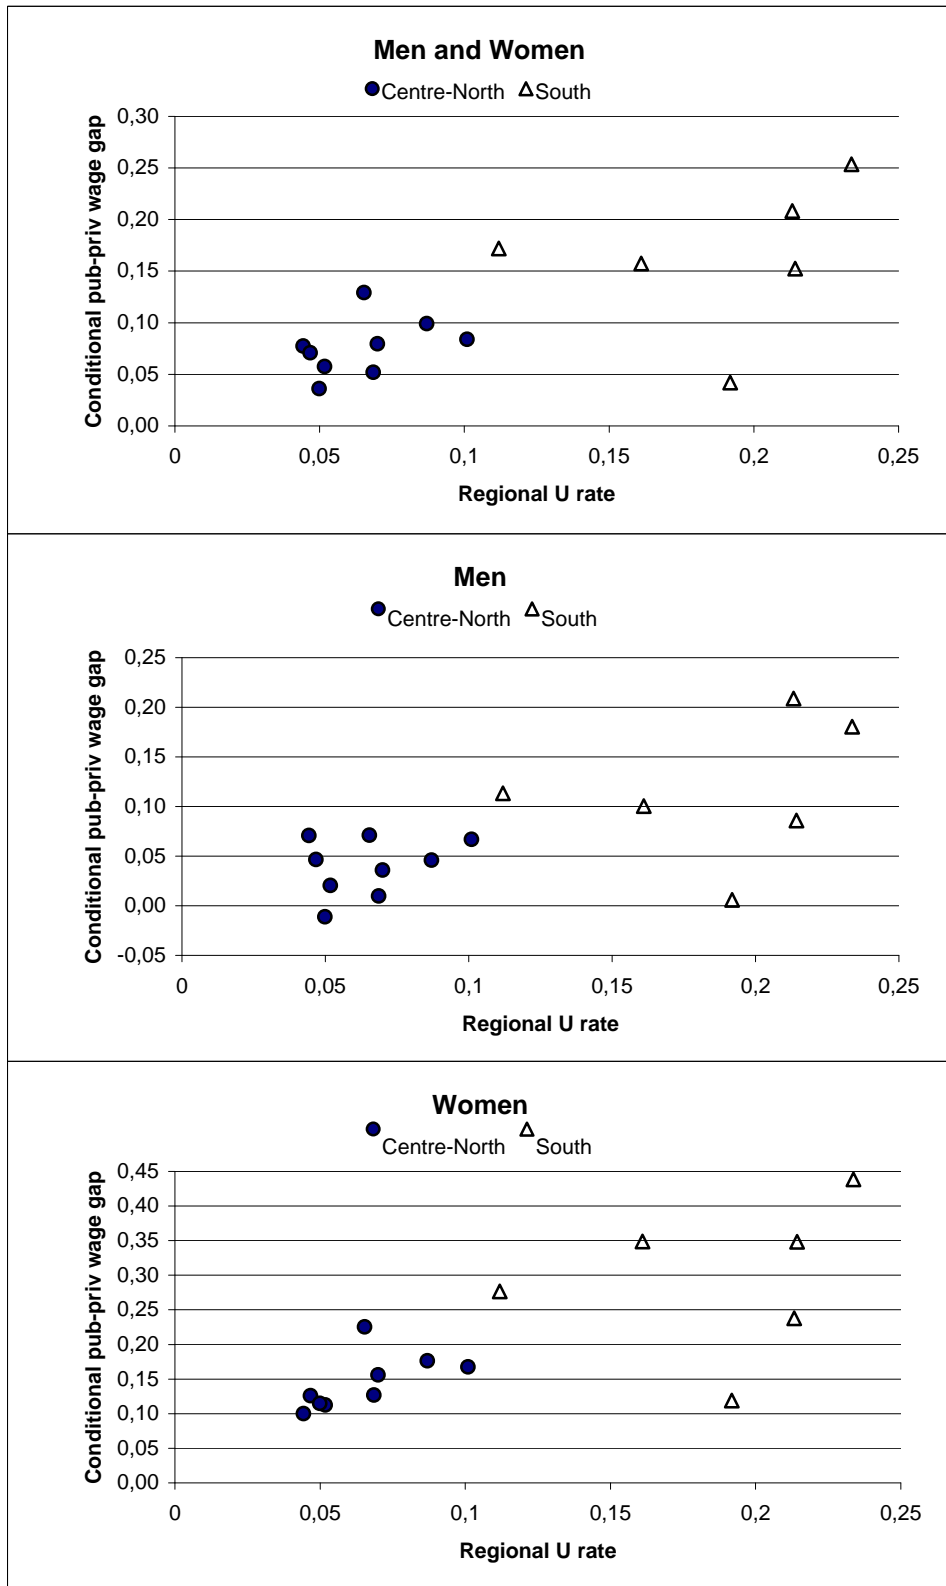 Men and Women
Centre-North South
Conditional pub-priv wage gap
0,30
0,25
0,20
0,15
0,10
0,05
0,00
0 0,05 0,1 0,15 0,2 0,25
Regional U rate
Men
Centre-North South
Conditional pub-priv wage gap
0,25
0,20
0,15
0,10
0,05
0,00
-0,05
0 0,05 0,1 0,15 0,2 0,25
Regional U rate
Women
Centre-North South
Conditional pub-priv wage gap
0,45
0,40
0,35
0,30
0,25
0,20
0,15
0,10
0,05
0,00
0 0,05 0,1 0,15 0,2 0,25
Regional U rate